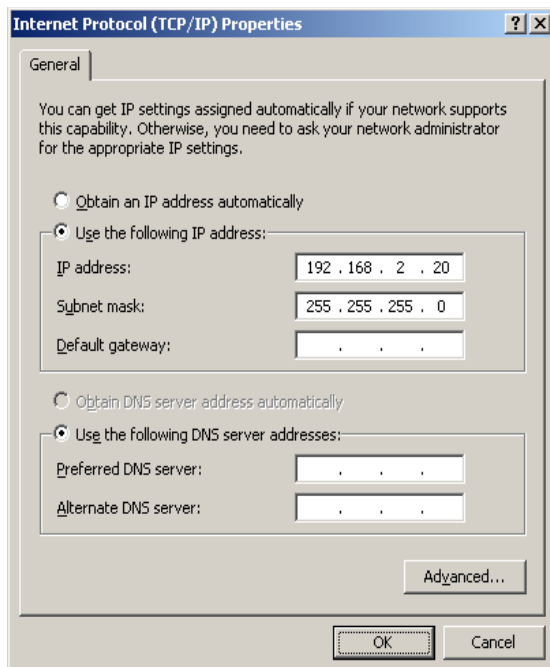 Internet Protocol (TCP/IP) Properties
General
You can get IP settings assigned automatically if your network supports
this capability. Otherwise, you need to ask your network administrator
for the appropriate IP settings.
Obtain an IP address automatically
Use the following IP address:
IP address: 192 . 168 . 2 . 20
Subnet mask: 255 . 255 . 255 . 0
Default gateway: . . .
Obtain DNS server address automatically
Use the following DNS server addresses:
Preferred DNS server: . . .
Alternate DNS server: . . .
Advanced...
OK Cancel